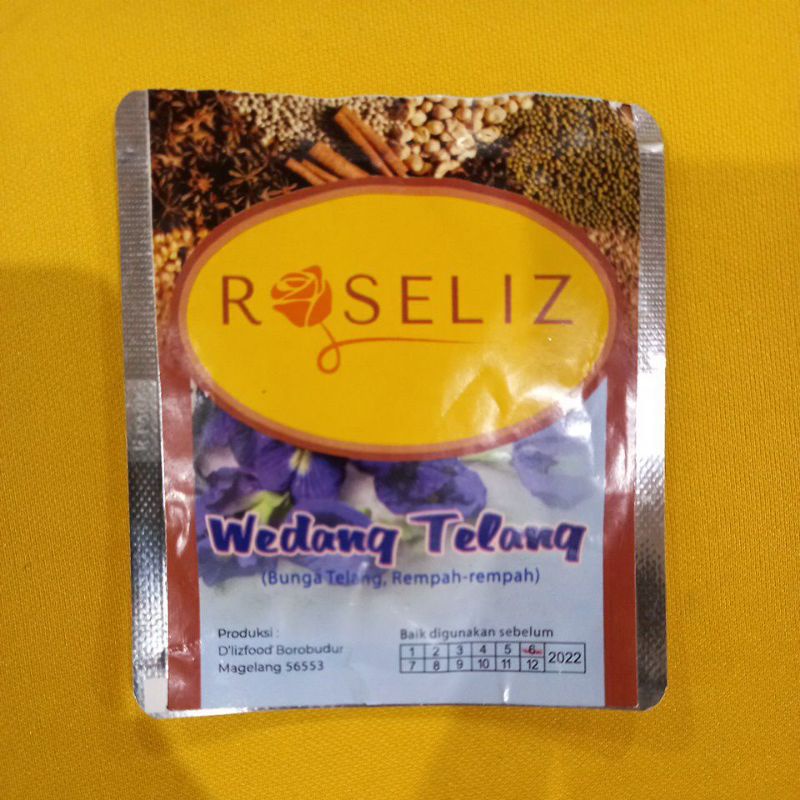 ROSELIZ
Wedang Telang
(Bunga Telang, Rempah-rempah)
Produksi :
D'lizfood Borobudur
Magelang 56553
Baik digunakan sebelum
1 2 3 4 5 6 2022
7 8 9 10 11 12